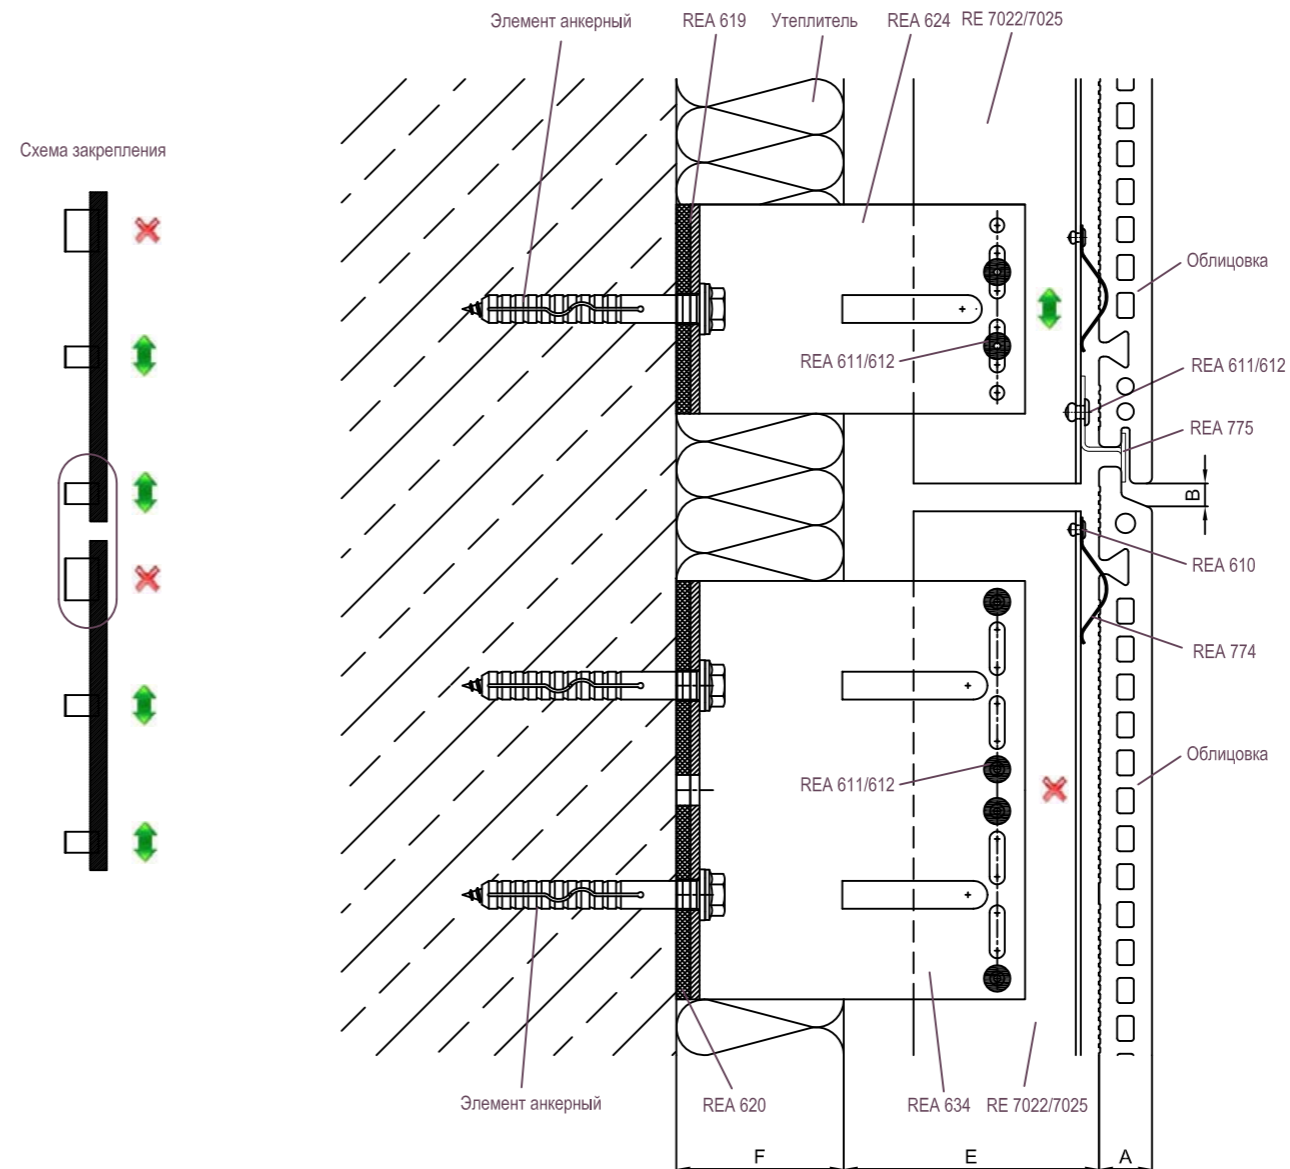 Элемент анкерный
REA 619
Утеплитель
REA 624
RE 7022/7025
Схема закрепления
Облицовка
REA 611/612
REA 611/612
REA 775
B
REA 610
REA 774
Облицовка
REA 611/612
Элемент анкерный
REA 620
REA 634
RE 7022/7025
F
E
A